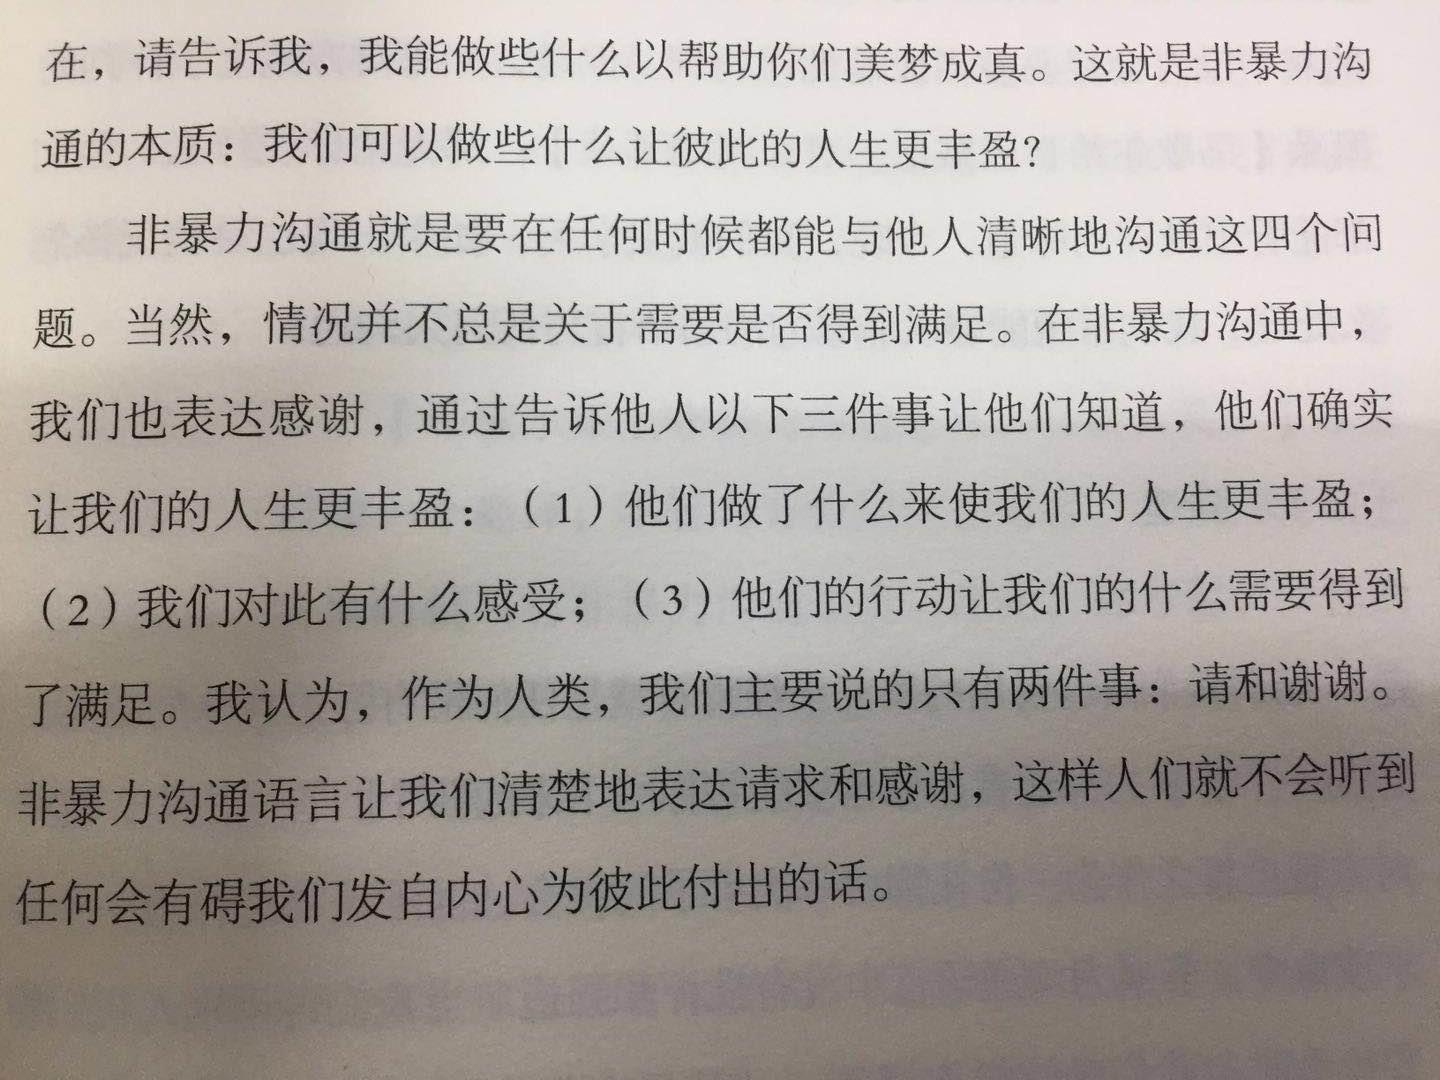 在，请告诉我，我能做些什么以帮助你们美梦成真。这就是非暴力沟
通的本质：我们可以做些什么让彼此的人生更丰盈？
非暴力沟通就是要在任何时候都能与他人清晰地沟通这四个问
题。当然，情况并不总是关于需要是否得到满足。在非暴力沟通中，
我们也表达感谢，通过告诉他人以下三件事让他们知道，他们确实
让我们的人生更丰盈：（1）他们做了什么来使我们的人生更丰盈；
（2）我们对此有什么感受；（3）他们的行动让我们的什么需要得到
了满足。我认为，作为人类，我们主要说的只有两件事：请和谢谢。
非暴力沟通语言让我们清楚地表达请求和感谢，这样人们就不会听到
任何会有碍我们发自内心为彼此付出的话。